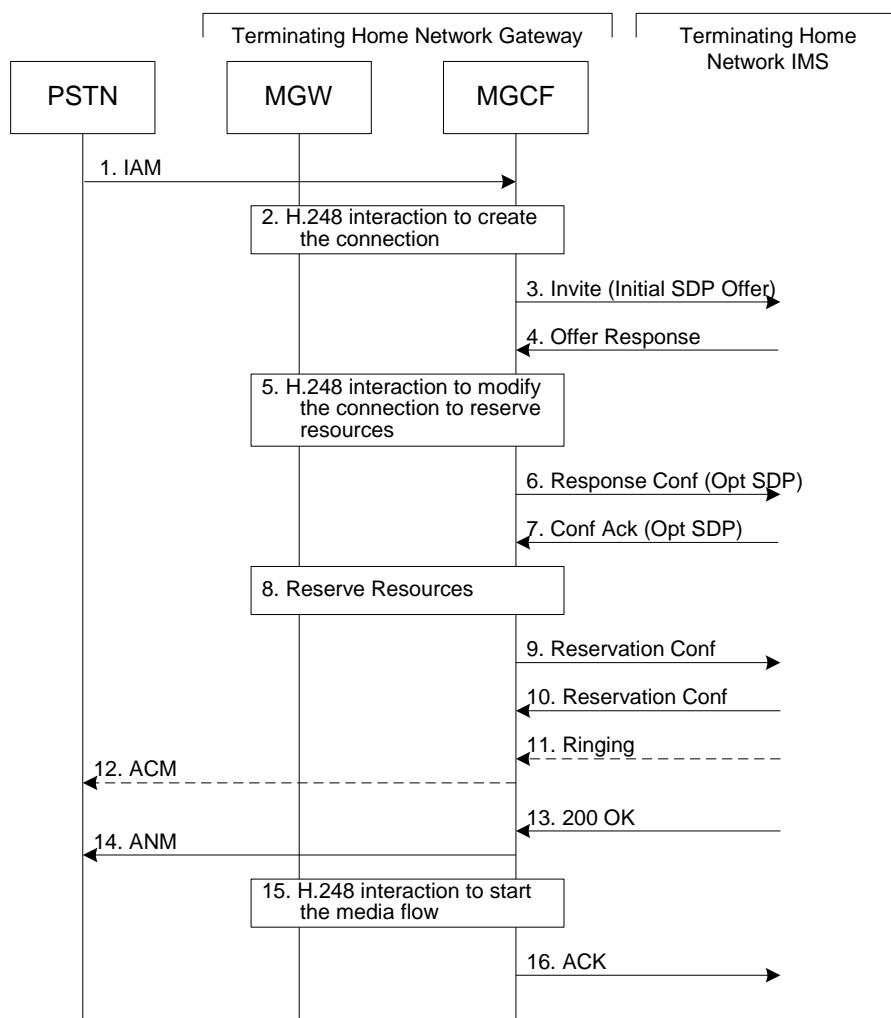 Terminating Home Network Gateway
Terminating Home
Network IMS
PSTN
MGW
MGCF
1. IAM
2. H.248 interaction to create
the connection
3. Invite (Initial SDP Offer)
4. Offer Response
5. H.248 interaction to modify
the connection to reserve
resources
6. Response Conf (Opt SDP)
7. Conf Ack (Opt SDP)
8. Reserve Resources
9. Reservation Conf
10. Reservation Conf
11. Ringing
12. ACM
13. 200 OK
14. ANM
15. H.248 interaction to start
the media flow
16. ACK